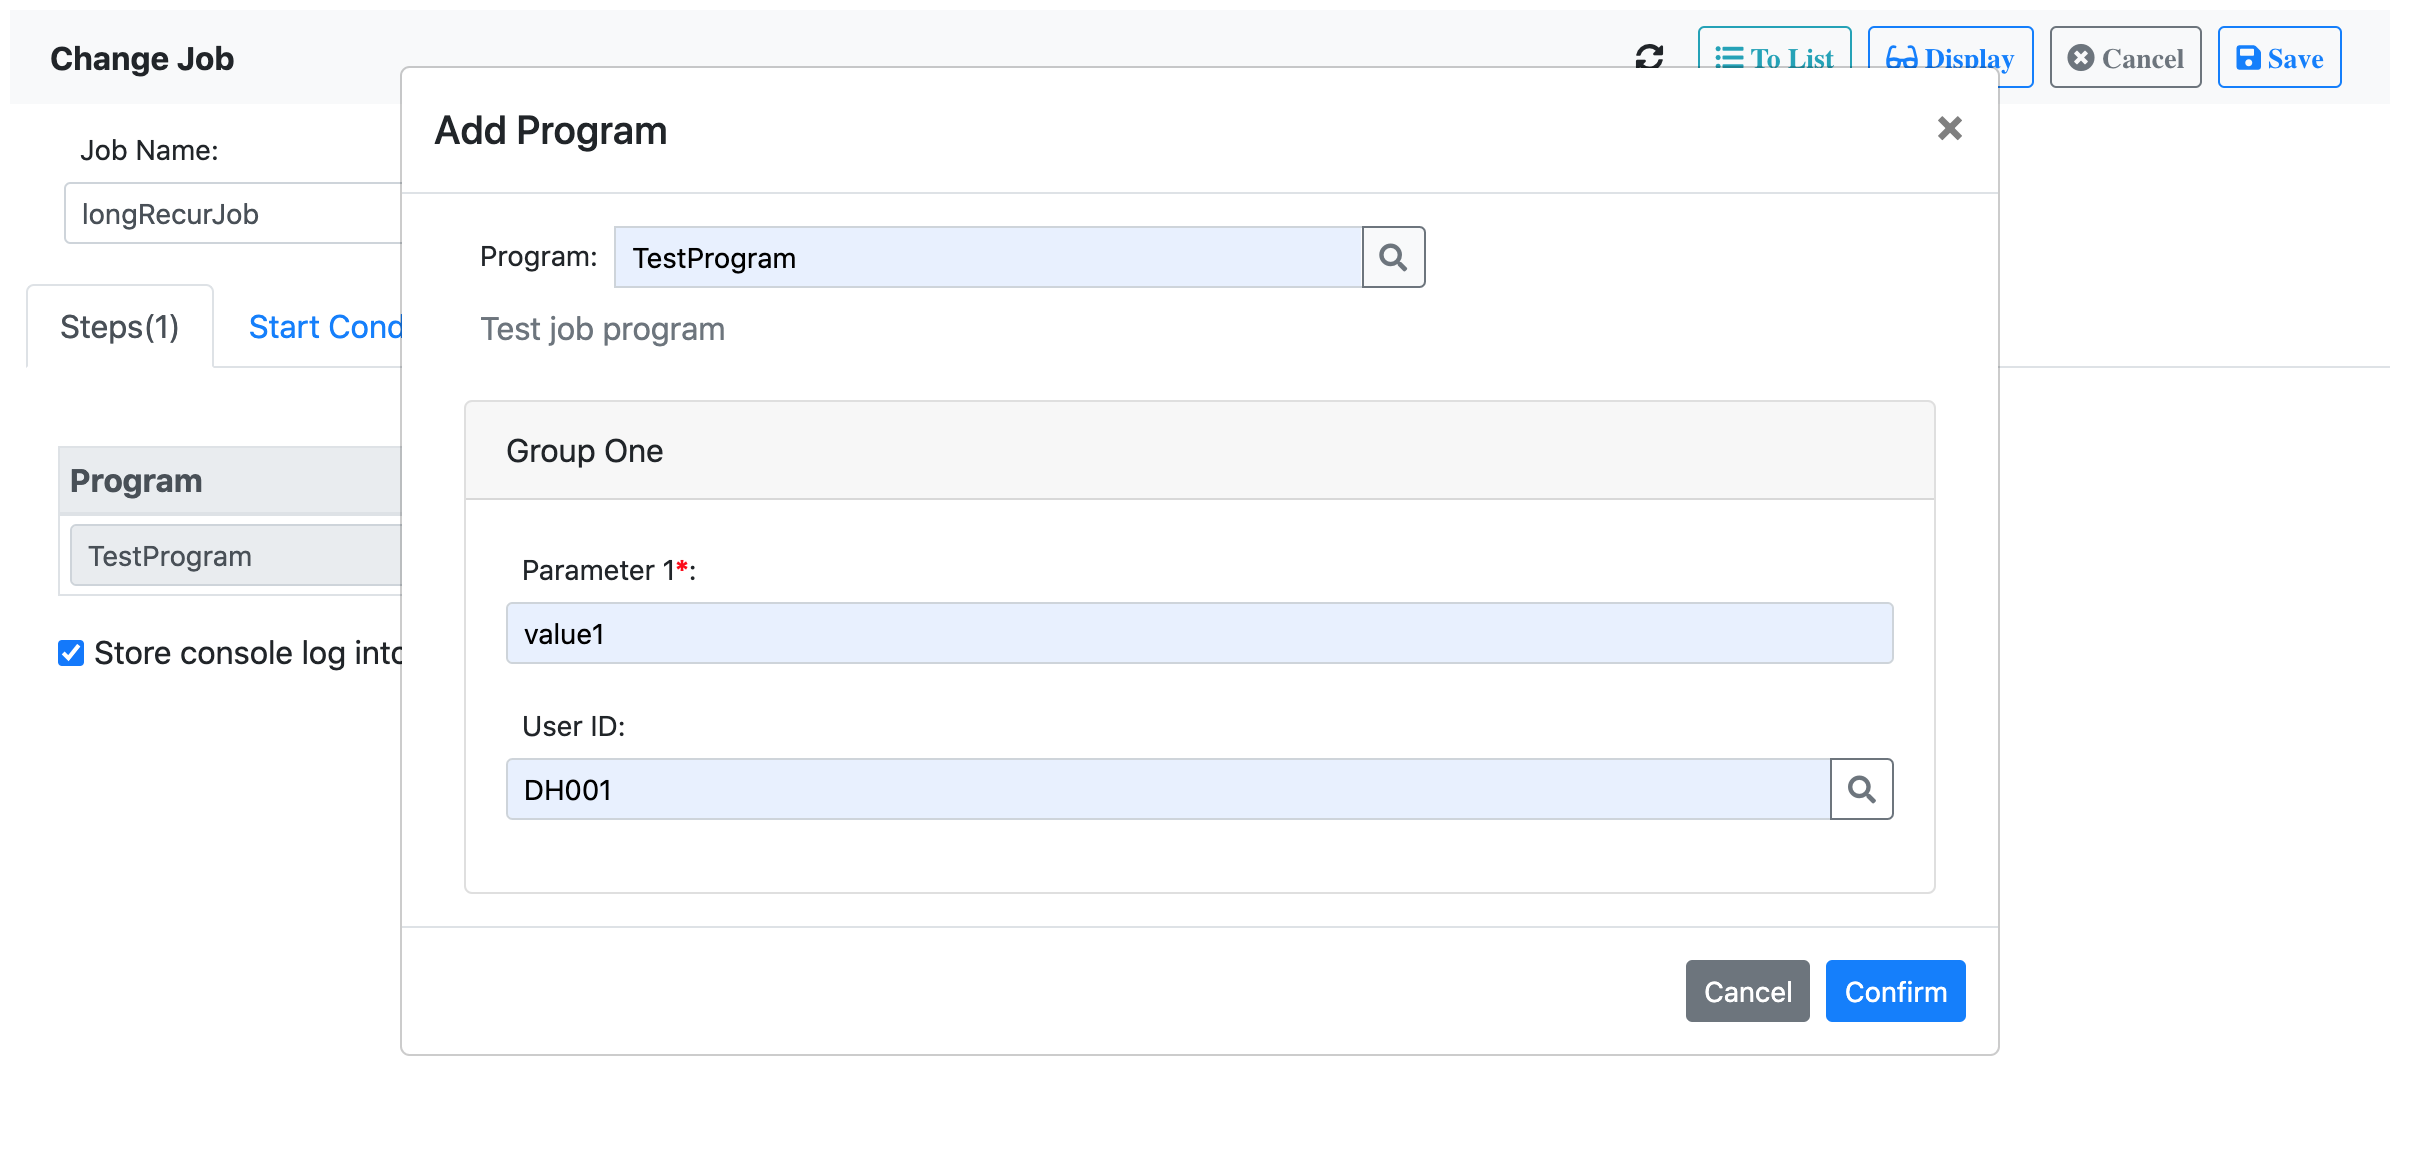 Change Job
To List
Display
Cancel
Save
Job Name:
longRecurJob
Steps(1)
Start Cond
Program
TestProgram
Store console log into
Add Program
Program:
TestProgram
Test job program
Group One
Parameter 1*:
value1
User ID:
DH001
Cancel
Confirm